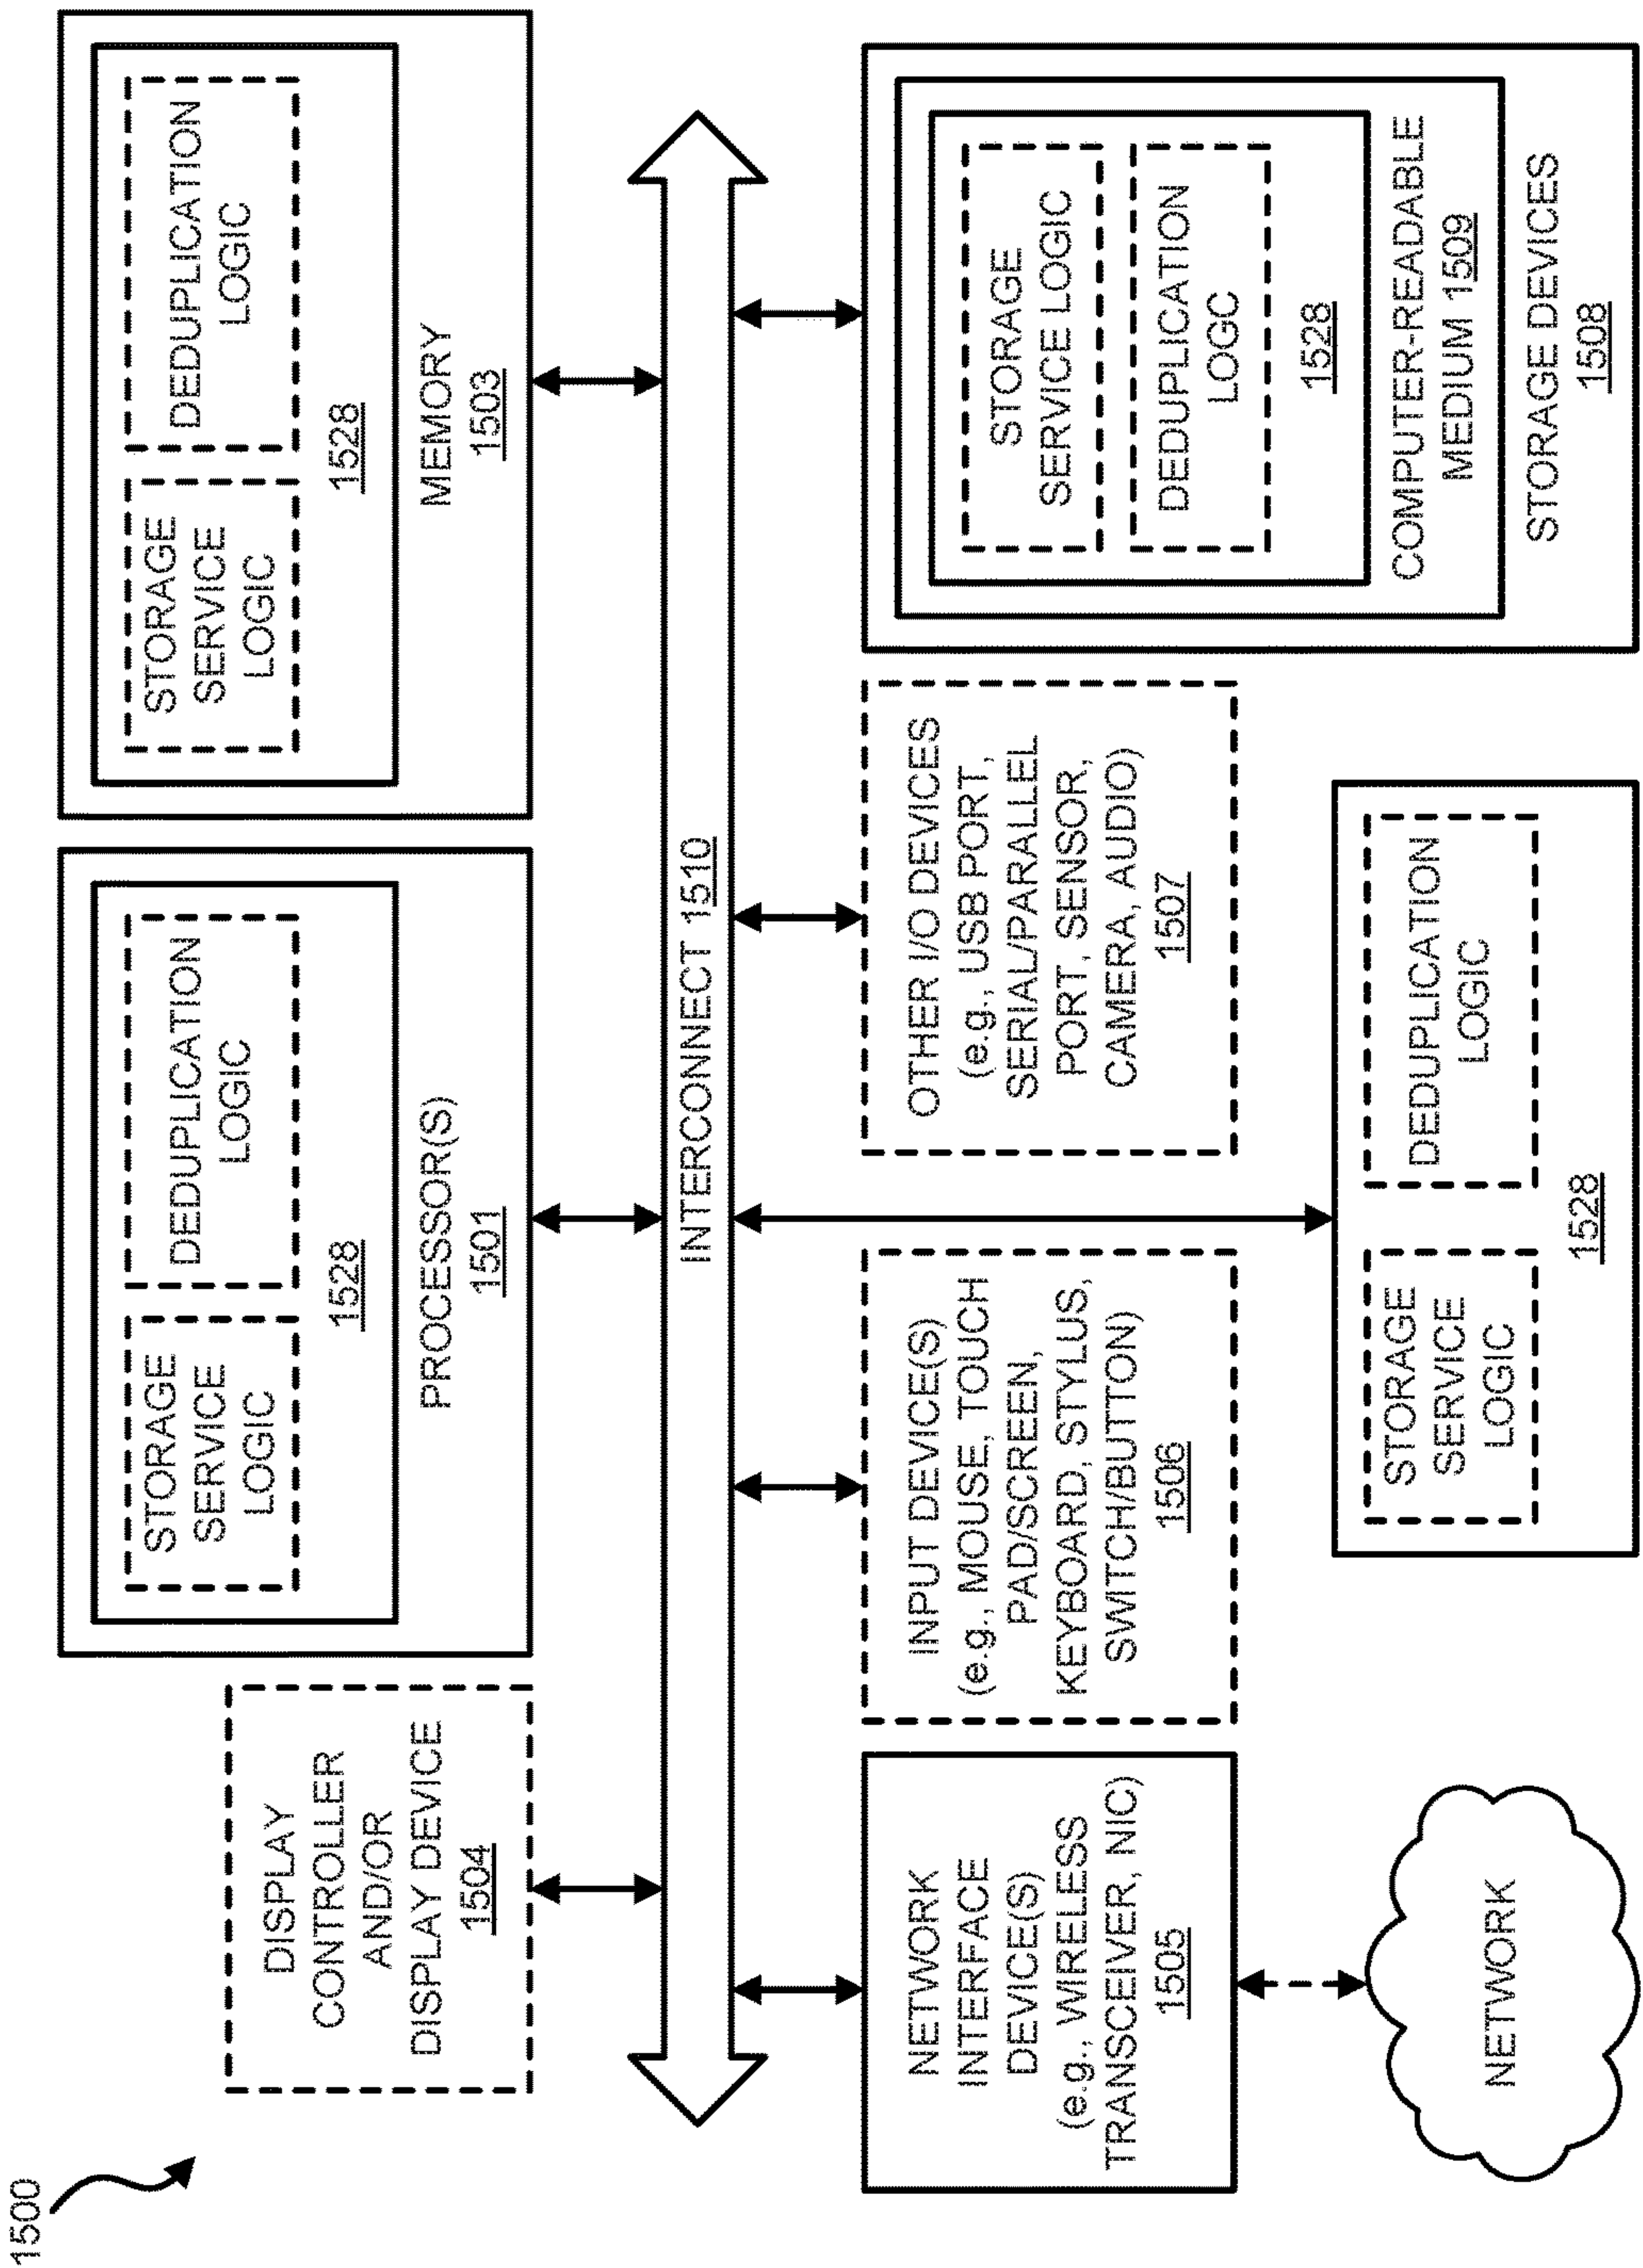 1500
DISPLAY
CONTROLLER
AND/OR
DISPLAY DEVICE
1504
STORAGE
SERVICE
LOGIC
DEDUPLICATION
LOGIC
1528
PROCESSOR(S)
1501
STORAGE
SERVICE
LOGIC
DEDUPLICATION
LOGIC
1528
MEMORY
1503
INTERCONNECT 1510
NETWORK
INTERFACE
DEVICE(S)
(e.g., WIRELESS
TRANSCEIVER, NIC)
1505
INPUT DEVICE(S)
(e.g., MOUSE, TOUCH
PAD/SCREEN,
KEYBOARD, STYLUS,
SWITCH/BUTTON)
1506
OTHER I/O DEVICES
(e.g., USB PORT,
SERIAL/PARALLEL
PORT, SENSOR,
CAMERA, AUDIO)
1507
STORAGE
SERVICE LOGIC
DEDUPLICATION
LOGC
1528
COMPUTER-READABLE
MEDIUM 1509
STORAGE DEVICES
1508
NETWORK
STORAGE
SERVICE
LOGIC
DEDUPLICATION
LOGIC
1528